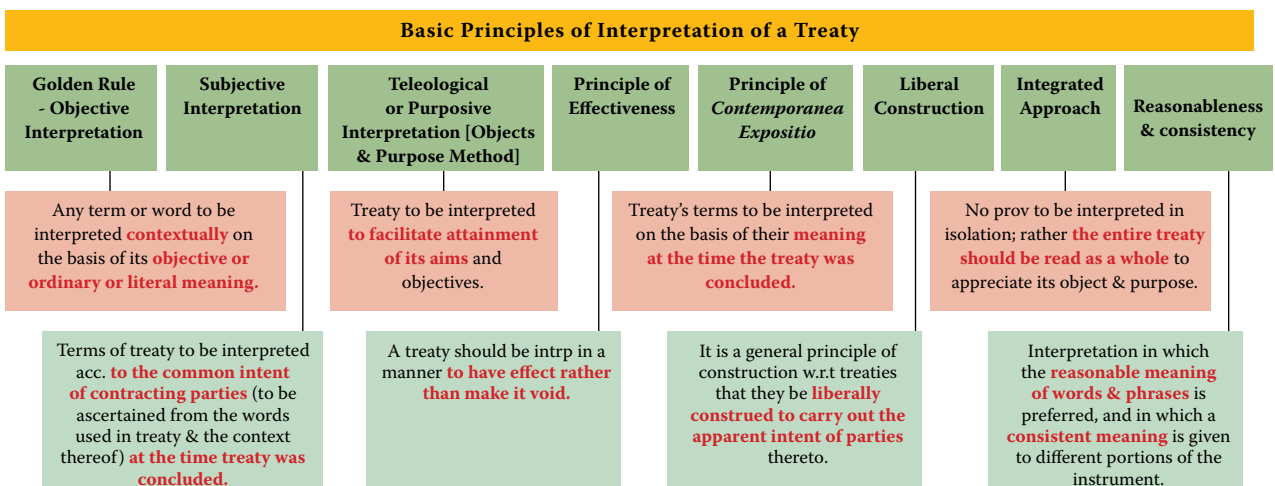 Basic Principles of Interpretation of a Treaty
Golden Rule
- Objective
Interpretation
Subjective
Interpretation
Teleological
or Purposive
Interpretation [Objects
& Purpose Method]
Principle of
Effectiveness
Principle of
Contemporanea
Expositio
Liberal
Construction
Integrated
Approach
Reasonableness
& consistency
Any term or word to be
interpreted contextually on
the basis of its objective or
ordinary or literal meaning.
Treaty to be interpreted
to facilitate attainment
of its aims and
objectives.
Treaty's terms to be interpreted
on the basis of their meaning
at the time the treaty was
concluded.
No prov to be interpreted in
isolation; rather the entire treaty
should be read as a whole to
appreciate its object & purpose.
Terms of treaty to be interpreted
acc. to the common intent
of contracting parties (to be
ascertained from the words
used in treaty & the context
thereof) at the time treaty was
concluded.
A treaty should be intrp in a
manner to have effect rather
than make it void.
It is a general principle of
construction w.r.t treaties
that they be liberally
construed to carry out the
apparent intent of parties
thereto.
Interpretation in which
the reasonable meaning
of words & phrases is
preferred, and in which a
consistent meaning is given
to different portions of the
instrument.